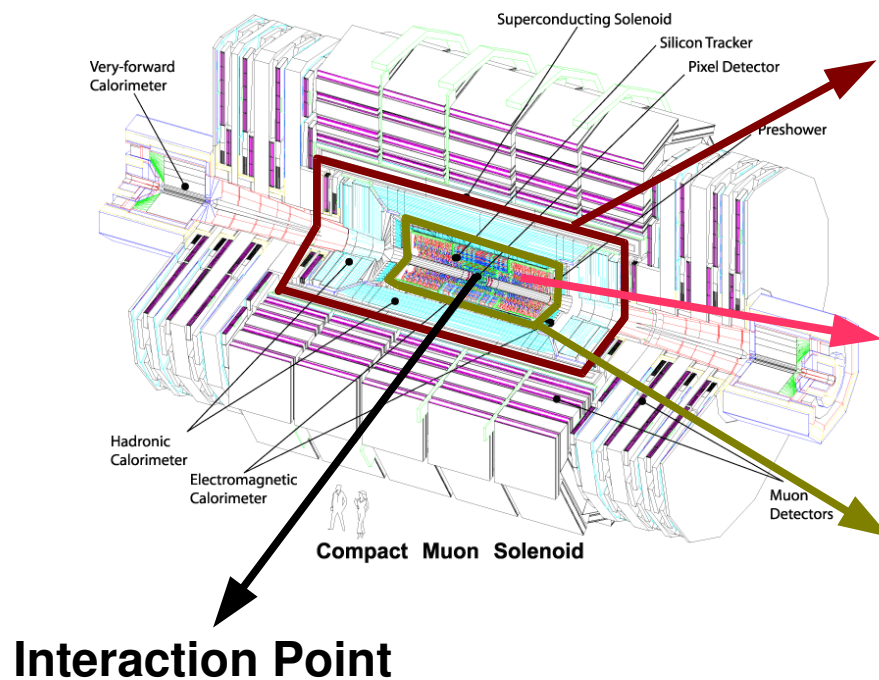 Superconducting Solenoid
Silicon Tracker
Pixel Detector
Very-forward
Calorimeter
Preshower
Hadronic
Calorimeter
Electromagnetic
Calorimeter
Muon
Detectors
Compact Muon Solenoid
Interaction Point